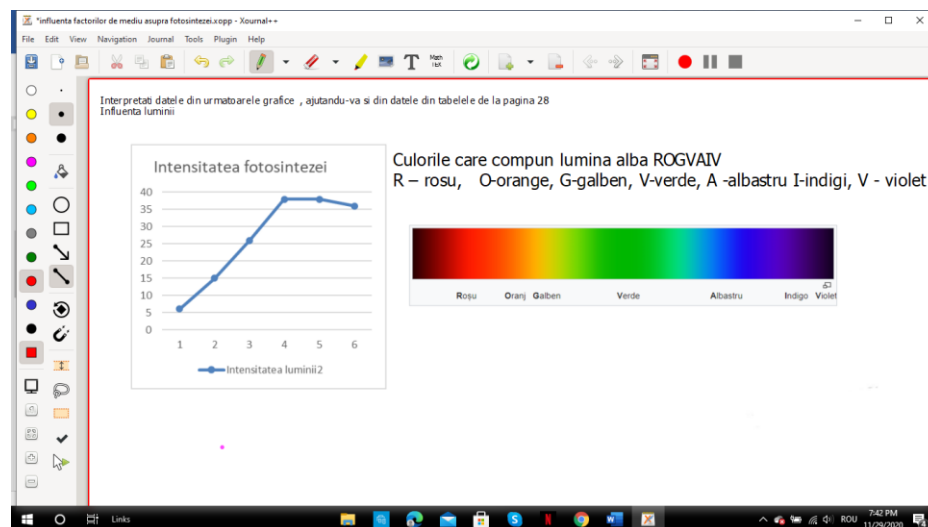 *influenta factorilor de mediu asupra fotosintezei.xopp - Xournal++
File Edit View Navigation Journal Tools Plugin Help
Interpretati datele din urmatoarele grafice , ajutandu-va si din datele din tabelele de la pagina 28
Influenta luminii
Intensitatea fotosintezei
40
35
30
25
20
15
10
5
0
1 2 3 4 5 6
Intensitatea luminii2
Culorile care compun lumina alba ROGVAIV
R – rosu, O-orange, G-galben, V-verde, A -albastru I-indigi, V - violet
Roșu Oranj Galben Verde Albastru Indigo Violet
Links
ROU
7:42 PM
11/29/2020